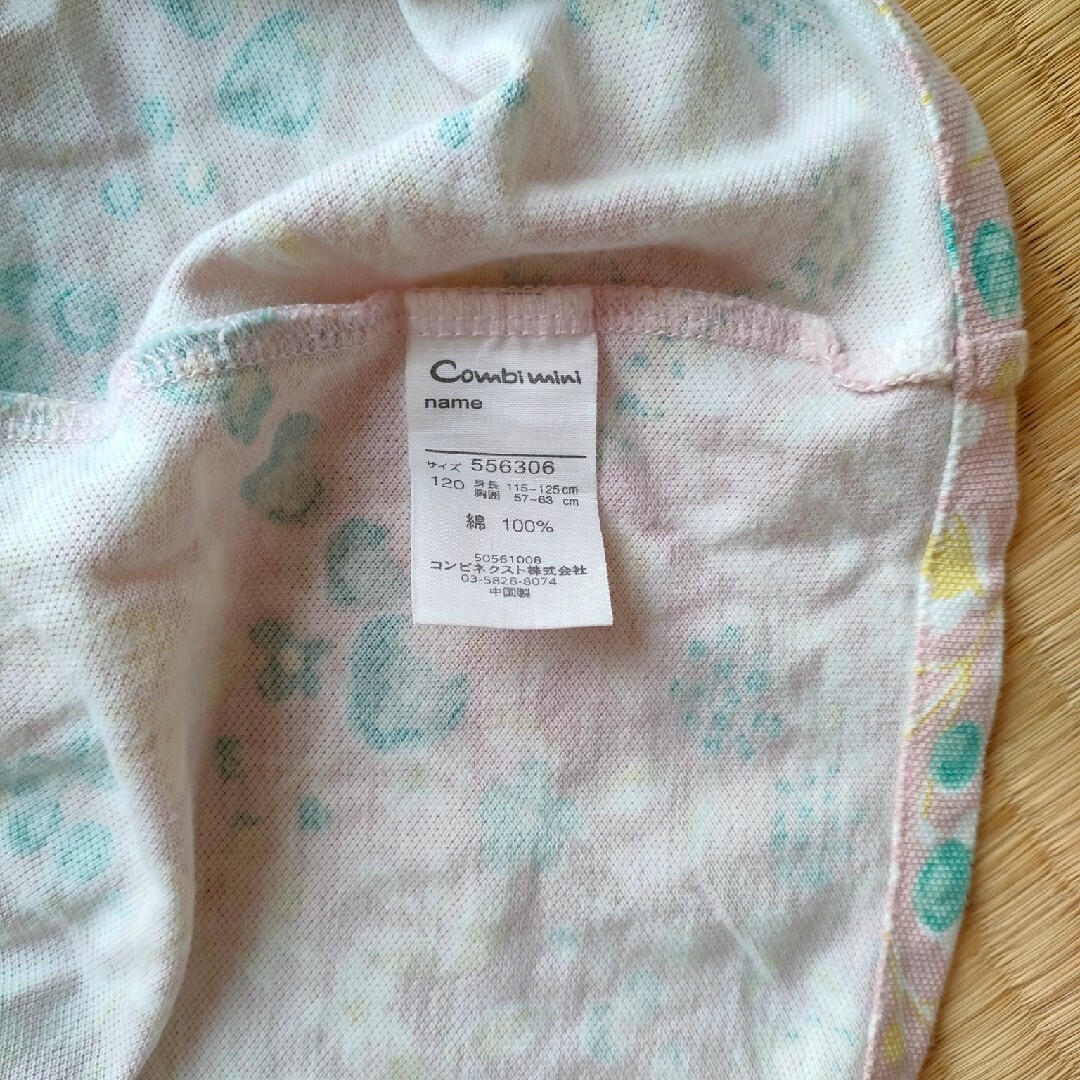 Combi mini
name
サイズ 556306
120 身長 115~125cm
胸囲 57~63 cm
綿 100%
50561008
コンビネクスト株式会社
03-5828-8074
中国製